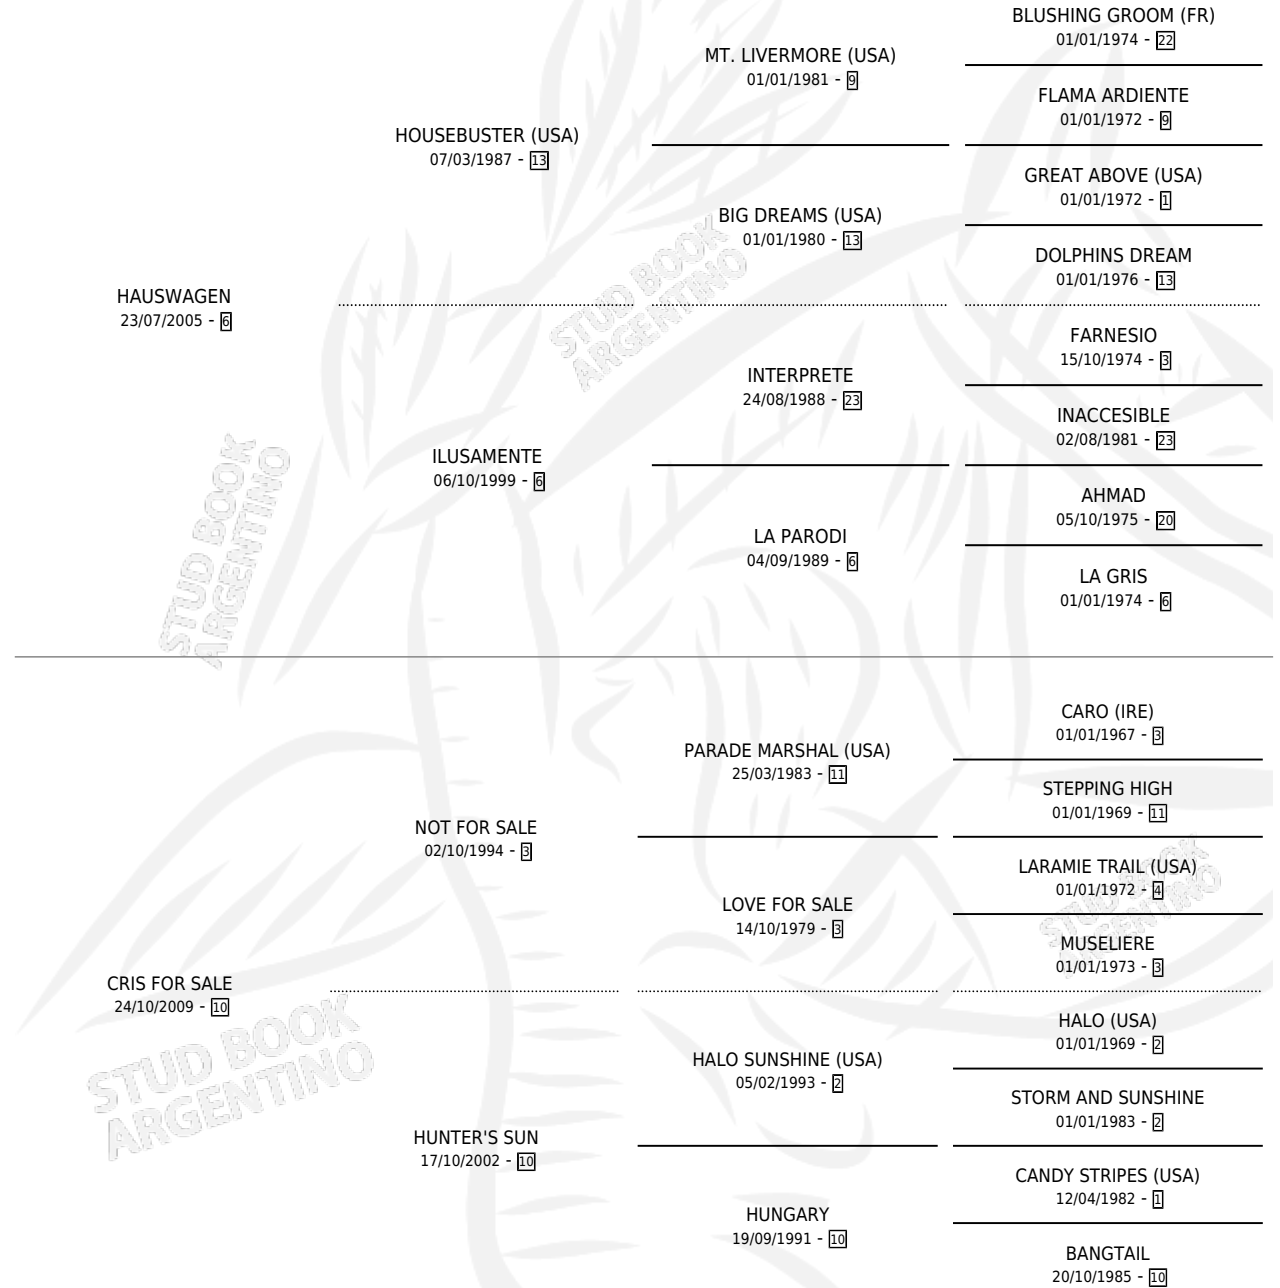 BLUSHING GROOM (FR)
01/01/1974 - 22
MT. LIVERMORE (USA)
01/01/1981 - 9
FLAMA ARDIENTE
01/01/1972 - 9
HOUSEBUSTER (USA)
07/03/1987 - 13
GREAT ABOVE (USA)
01/01/1972 - 1
BIG DREAMS (USA)
01/01/1980 - 13
DOLPHINS DREAM
01/01/1976 - 13
HAUSWAGEN
23/07/2005 - 6
FARNESIO
15/10/1974 - 3
INTERPRETE
24/08/1988 - 23
INACCESIBLE
02/08/1981 - 23
ILUSAMENTE
06/10/1999 - 6
AHMAD
05/10/1975 - 20
LA PARODI
04/09/1989 - 6
LA GRIS
01/01/1974 - 6
CARO (IRE)
01/01/1967 - 3
PARADE MARSHAL (USA)
25/03/1983 - 11
STEPPING HIGH
01/01/1969 - 11
NOT FOR SALE
02/10/1994 - 3
LARAMIE TRAIL (USA)
01/01/1972 - 4
LOVE FOR SALE
14/10/1979 - 3
MUSELIERE
01/01/1973 - 3
CRIS FOR SALE
24/10/2009 - 10
HALO (USA)
01/01/1969 - 2
HALO SUNSHINE (USA)
05/02/1993 - 2
STORM AND SUNSHINE
01/01/1983 - 2
HUNTER'S SUN
17/10/2002 - 10
CANDY STRIPES (USA)
12/04/1982 - 1
HUNGARY
19/09/1991 - 10
BANGTAIL
20/10/1985 - 10
STUD BOOK
ARGENTINO
STUD BOOK
ARGENTINO
STUD BOOK
ARGENTINO
STUD BOOK
ARGENTINO